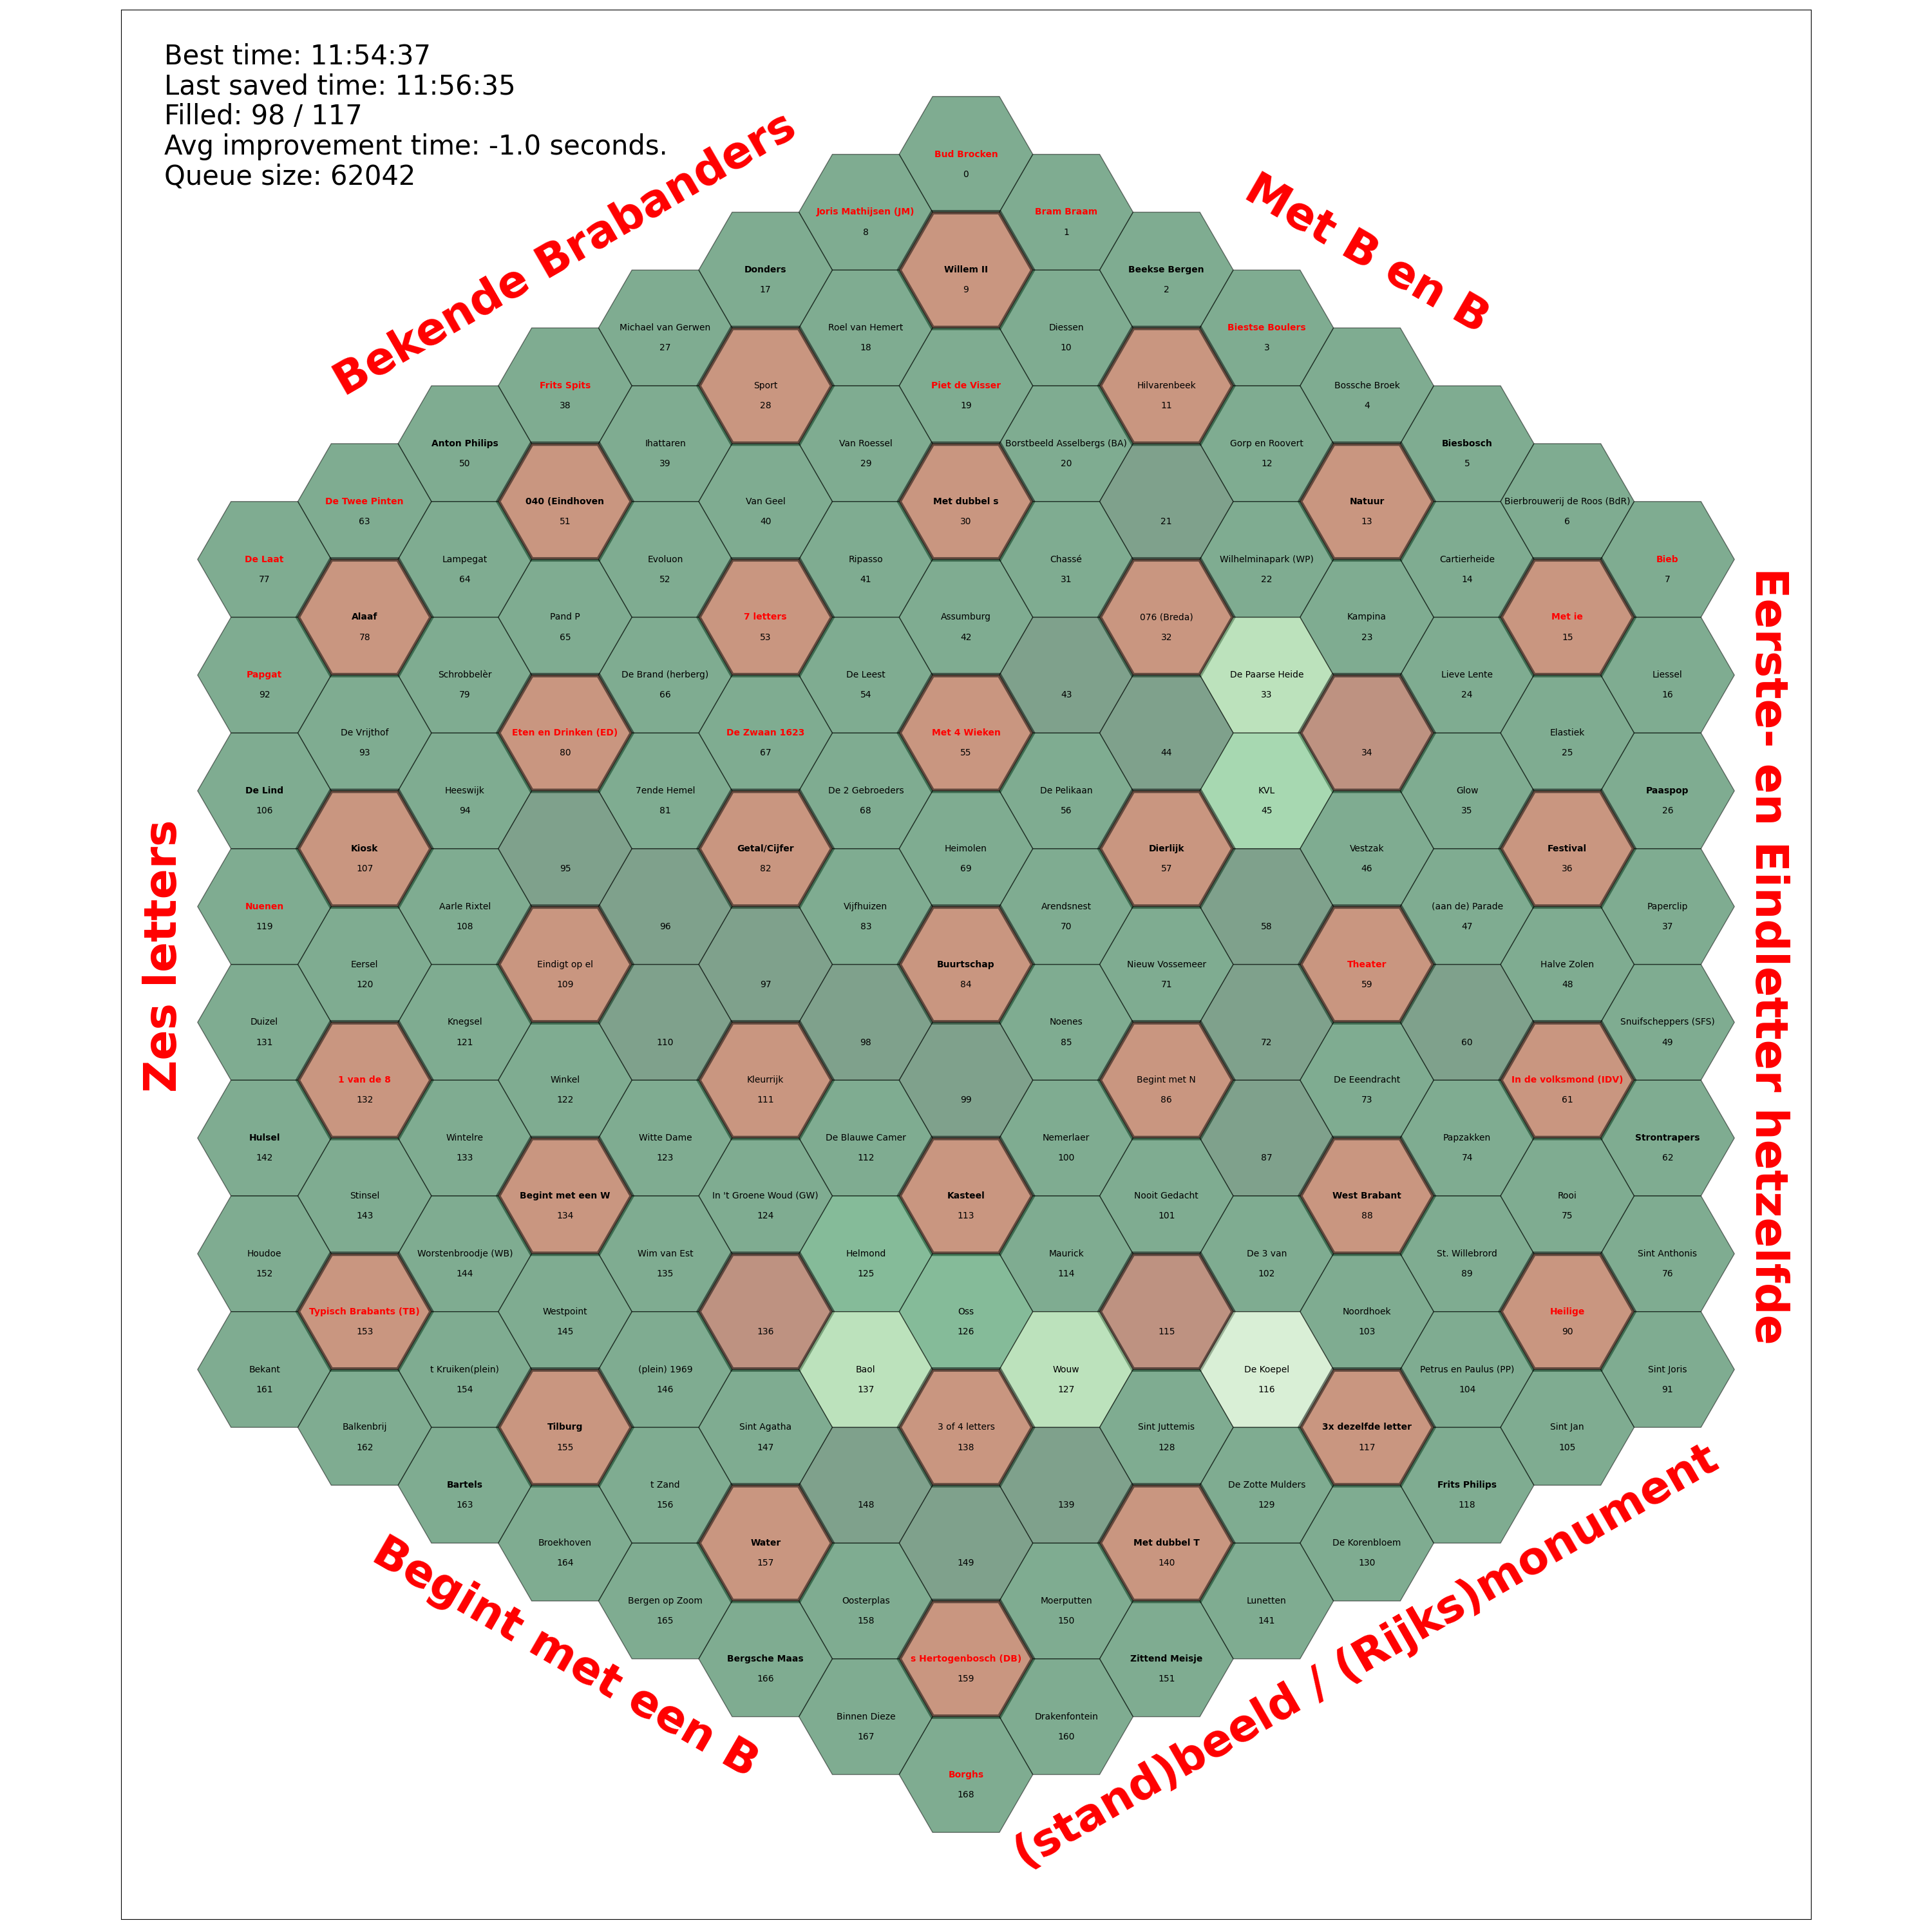 Best time: 11:54:37
Last saved time: 11:56:35
Filled: 98 / 117
Avg improvement time: -1.0 seconds.
Queue size: 62042
Bekende Brabanders
Met B en B
Eerste- en Eindletter hetzelfde
(stand)beeld / (Rijks)monument
Begint met een B
Zes letters
Bud Brocken
0
Bram Braam
1
Beekse Bergen
2
Biestse Boulers
3
Bossche Broek
4
Biesbosch
5
Bierbrouwerij de Roos (BdR)
6
Bieb
7
Joris Mathijsen (JM)
8
Willem II
9
Diessen
10
Hilvarenbeek
11
Gorp en Roovert
12
Natuur
13
Cartierheide
14
Met ie
15
Liessel
16
Donders
17
Roel van Hemert
18
Piet de Visser
19
Borstbeeld Asselbergs (BA)
20
21
Wilhelminapark (WP)
22
Kampina
23
Lieve Lente
24
Elastiek
25
Paaspop
26
Michael van Gerwen
27
Sport
28
Van Roessel
29
Met dubbel s
30
Chassé
31
076 (Breda)
32
De Paarse Heide
33
34
Glow
35
Festival
36
Paperclip
37
Frits Spits
38
Ihattaren
39
Van Geel
40
Ripasso
41
Assumburg
42
43
44
KVL
45
Vestzak
46
(aan de) Parade
47
Halve Zolen
48
Snuifscheppers (SFS)
49
Anton Philips
50
040 (Eindhoven
51
Evoluon
52
7 letters
53
De Leest
54
Met 4 Wieken
55
De Pelikaan
56
Dierlijk
57
58
Theater
59
60
In de volksmond (IDV)
61
Strontrapers
62
De Twee Pinten
63
Lampegat
64
Pand P
65
De Brand (herberg)
66
De Zwaan 1623
67
De 2 Gebroeders
68
Heimolen
69
Arendsnest
70
Nieuw Vossemeer
71
72
De Eeendracht
73
Papzakken
74
Rooi
75
Sint Anthonis
76
De Laat
77
Alaaf
78
Schrobbelèr
79
Eten en Drinken (ED)
80
7ende Hemel
81
Getal/Cijfer
82
Vijfhuizen
83
Buurtschap
84
Noenes
85
Begint met N
86
87
West Brabant
88
St. Willebrord
89
Heilige
90
Sint Joris
91
Papgat
92
De Vrijthof
93
Heeswijk
94
95
96
97
98
99
Nemerlaer
100
Nooit Gedacht
101
De 3 van
102
Noordhoek
103
Petrus en Paulus (PP)
104
Sint Jan
105
De Lind
106
Kiosk
107
Aarle Rixtel
108
Eindigt op el
109
110
Kleurrijk
111
De Blauwe Camer
112
Kasteel
113
Maurick
114
115
De Koepel
116
3x dezelfde letter
117
Frits Philips
118
Nuenen
119
Eersel
120
Knegsel
121
Winkel
122
Witte Dame
123
In 't Groene Woud (GW)
124
Helmond
125
Oss
126
Wouw
127
Sint Juttemis
128
De Zotte Mulders
129
De Korenbloem
130
Duizel
131
1 van de 8
132
Wintelre
133
Begint met een W
134
Wim van Est
135
136
Baol
137
3 of 4 letters
138
139
Met dubbel T
140
Lunetten
141
Hulsel
142
Stinsel
143
Worstenbroodje (WB)
144
Westpoint
145
(plein) 1969
146
Sint Agatha
147
148
149
Moerputten
150
Zittend Meisje
151
Houdoe
152
Typisch Brabants (TB)
153
t Kruiken(plein)
154
Tilburg
155
t Zand
156
Water
157
Oosterplas
158
s Hertogenbosch (DB)
159
Drakenfontein
160
Bekant
161
Balkenbrij
162
Bartels
163
Broekhoven
164
Bergen op Zoom
165
Bergsche Maas
166
Binnen Dieze
167
Borghs
168